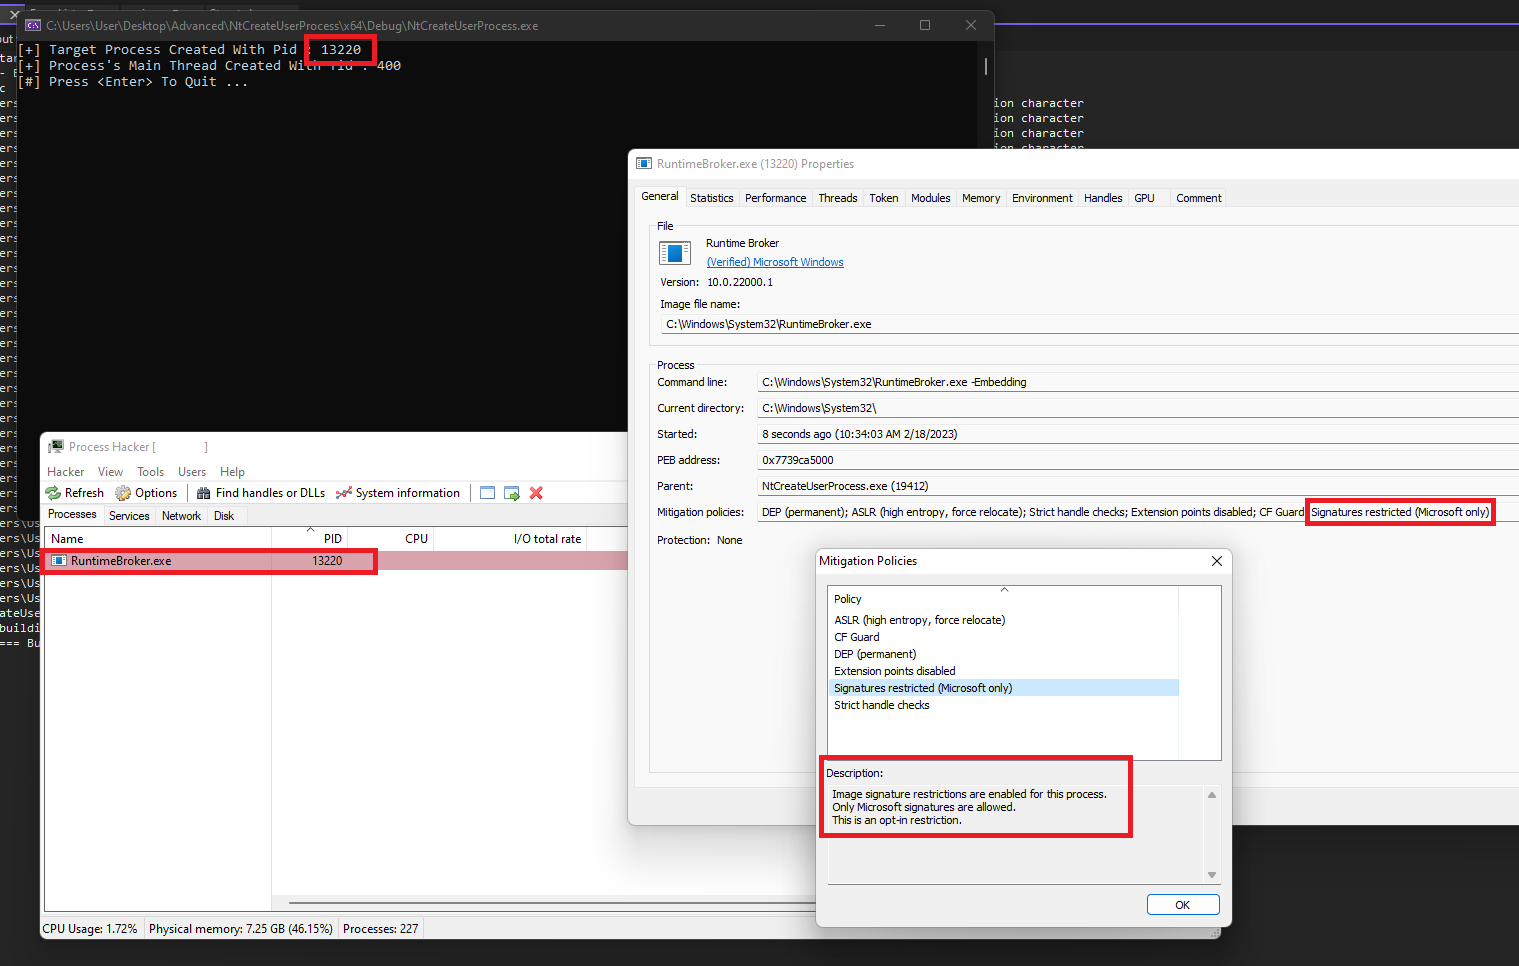 C:\Users\User\Desktop\Advanced\NtCreateUserProcess\x64\Debug\NtCreateUserProcess.exe
[+] Target Process Created With Pid : 13220
[+] Process's Main Thread Created With Tid : 400
[#] Press <Enter> To Quit ...
ion character
ion character
ion character
ion character
RuntimeBroker.exe (13220) Properties
General Statistics Performance Threads Token Modules Memory Environment Handles GPU Comment
File
Runtime Broker
(Verified) Microsoft Windows
Version: 10.0.22000.1
Image file name:
C:\Windows\System32\RuntimeBroker.exe
Process
Command line: C:\Windows\System32\RuntimeBroker.exe -Embedding
Current directory: C:\Windows\System32\
Started: 8 seconds ago (10:34:03 AM 2/18/2023)
PEB address: 0x7739ca5000
Parent: NtCreateUserProcess.exe (19412)
Mitigation policies: DEP (permanent); ASLR (high entropy, force relocate); Strict handle checks; Extension points disabled; CF Guard Signatures restricted (Microsoft only)
Protection: None
Process Hacker [ ]
Hacker View Tools Users Help
Refresh Options Find handles or DLLs System information
Processes Services Network Disk
Name PID CPU I/O total rate
RuntimeBroker.exe 13220
CPU Usage: 1.72% Physical memory: 7.25 GB (46.15%) Processes: 227
Mitigation Policies
Policy
ASLR (high entropy, force relocate)
CF Guard
DEP (permanent)
Extension points disabled
Signatures restricted (Microsoft only)
Strict handle checks
Description:
Image signature restrictions are enabled for this process.
Only Microsoft signatures are allowed.
This is an opt-in restriction.
OK